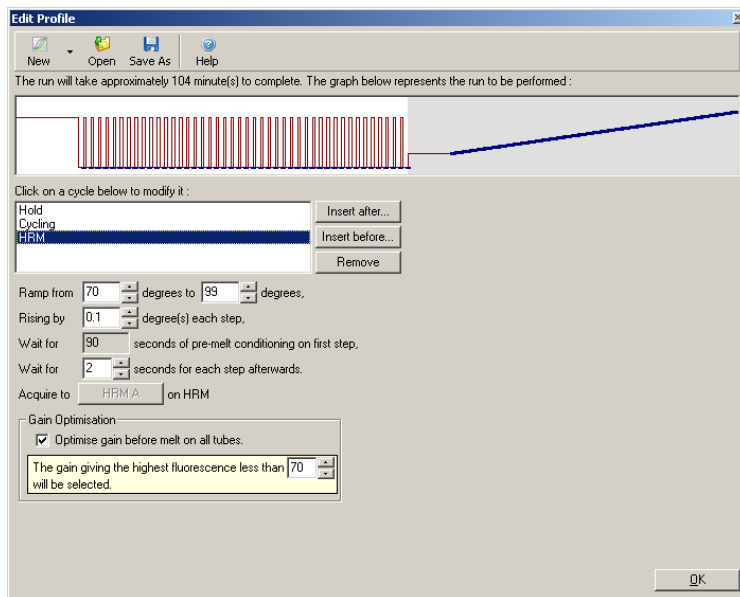 Edit Profile
New Open Save As Help
The run will take approximately 104 minute(s) to complete. The graph below represents the run to be performed :
Click on a cycle below to modify it :
Hold
Cycling
HRM
Insert after...
Insert before...
Remove
Ramp from 70 degrees to 99 degrees,
Rising by 0.1 degree(s) each step,
Wait for 90 seconds of pre-melt conditioning on first step,
Wait for 2 seconds for each step afterwards.
Acquire to HRM A on HRM
Gain Optimisation
Optimise gain before melt on all tubes.
The gain giving the highest fluorescence less than 70
will be selected.
OK